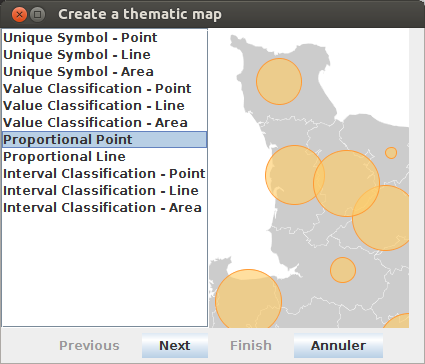 Create a thematic map
Unique Symbol - Point
Unique Symbol - Line
Unique Symbol - Area
Value Classification - Point
Value Classification - Line
Value Classification - Area
Proportional Point
Proportional Line
Interval Classification - Point
Interval Classification - Line
Interval Classification - Area
Previous Next Finish Annuler